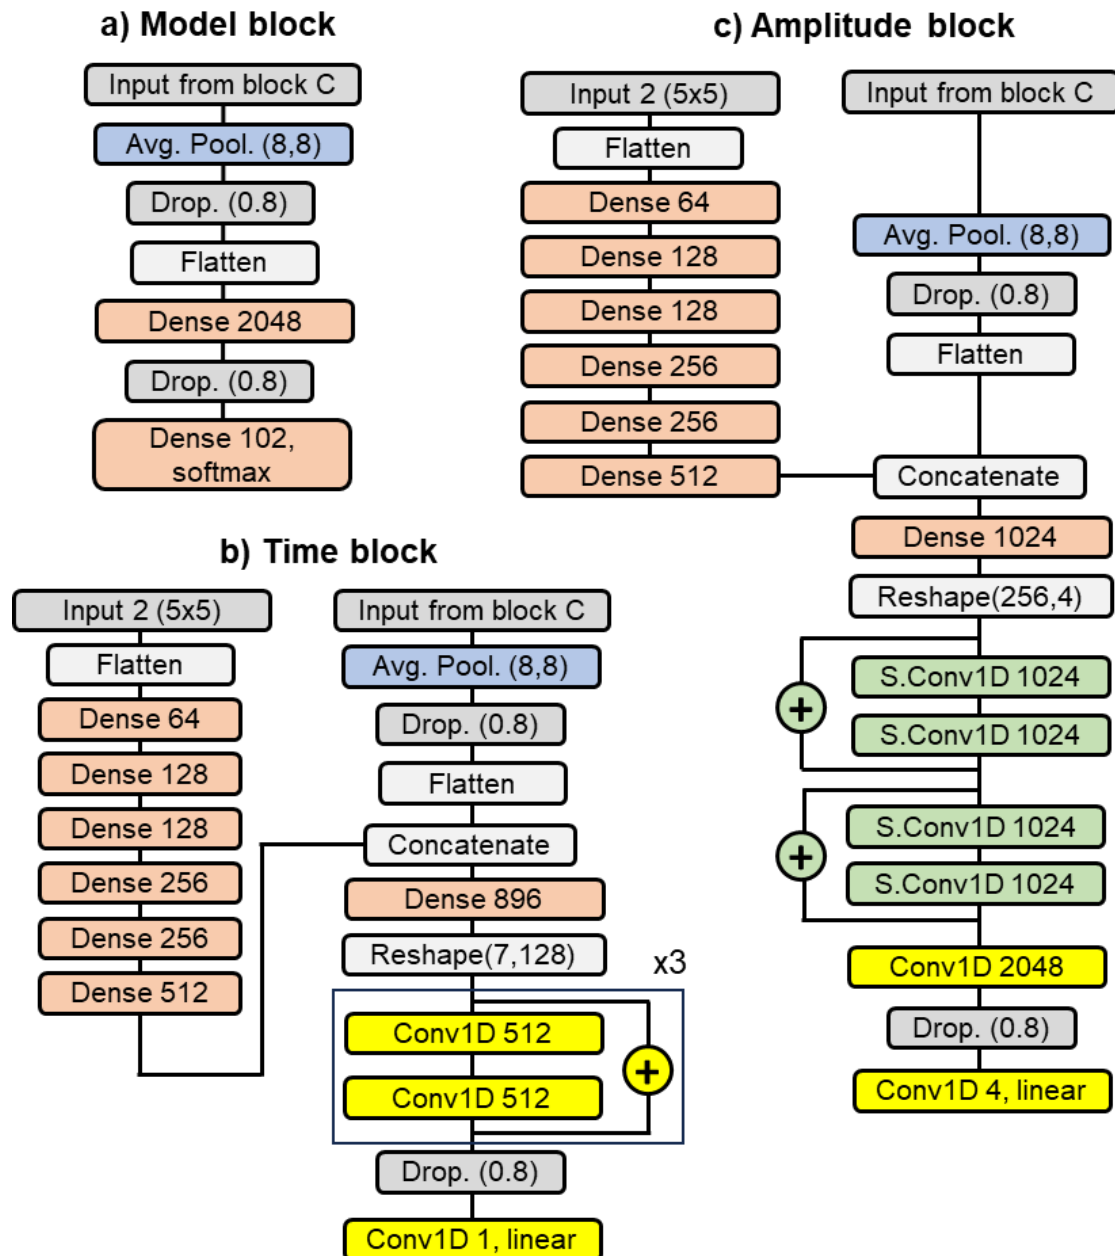 a) Model block
Input from block C
Avg. Pool. (8,8)
Drop. (0.8)
Flatten
Dense 2048
Drop. (0.8)
Dense 102,
softmax
b) Time block
Input 2 (5x5)
Flatten
Dense 64
Dense 128
Dense 128
Dense 256
Dense 256
Dense 512
Input from block C
Avg. Pool. (8,8)
Drop. (0.8)
Flatten
Concatenate
Dense 896
Reshape(7,128)
x3
Conv1D 512
Conv1D 512
+
Drop. (0.8)
Conv1D 1, linear
c) Amplitude block
Input 2 (5x5)
Flatten
Dense 64
Dense 128
Dense 128
Dense 256
Dense 256
Dense 512
Input from block C
Avg. Pool. (8,8)
Drop. (0.8)
Flatten
Concatenate
Dense 1024
Reshape(256,4)
S.Conv1D 1024
+
S.Conv1D 1024
S.Conv1D 1024
+
S.Conv1D 1024
Conv1D 2048
Drop. (0.8)
Conv1D 4, linear